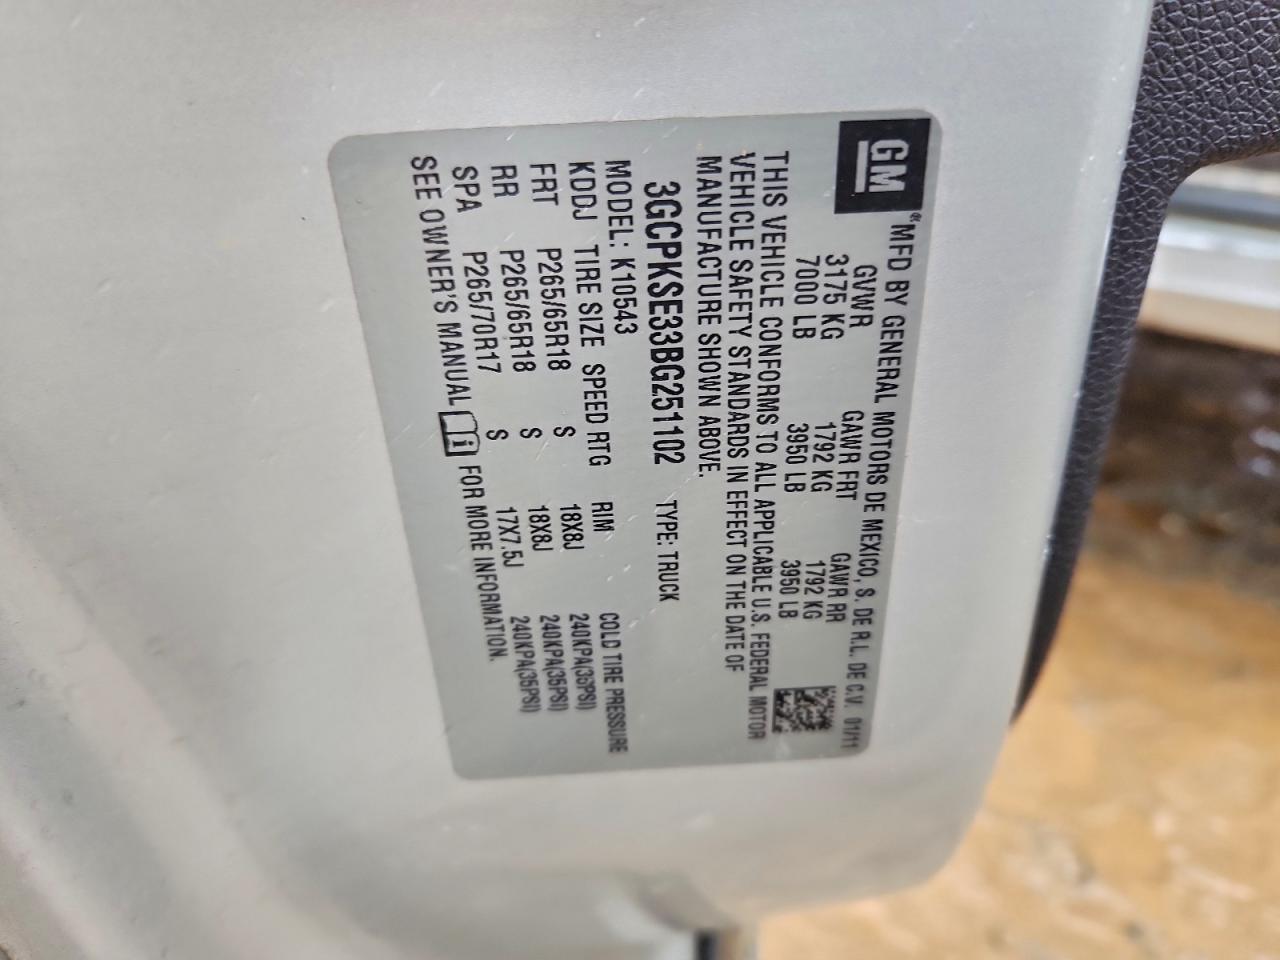 GM ® MFD BY GENERAL MOTORS DE MEXICO, S. DE R.L. DE C.V. 01/11
GVWR GAWR FRT GAWR RR
3175 KG 1792 KG 1792 KG
7000 LB 3950 LB 3950 LB
THIS VEHICLE CONFORMS TO ALL APPLICABLE U.S. FEDERAL MOTOR
VEHICLE SAFETY STANDARDS IN EFFECT ON THE DATE OF
MANUFACTURE SHOWN ABOVE.
3GCPKSE33BG251102 TYPE: TRUCK
MODEL: K10543
KDDJ TIRE SIZE SPEED RTG RIM COLD TIRE PRESSURE
FRT P265/65R18 S 18X8J 240KPA(35PSI)
RR P265/65R18 S 18X8J 240KPA(35PSI)
SPA P265/70R17 S 17X7.5J 240KPA(35PSI)
SEE OWNER'S MANUAL i FOR MORE INFORMATION.